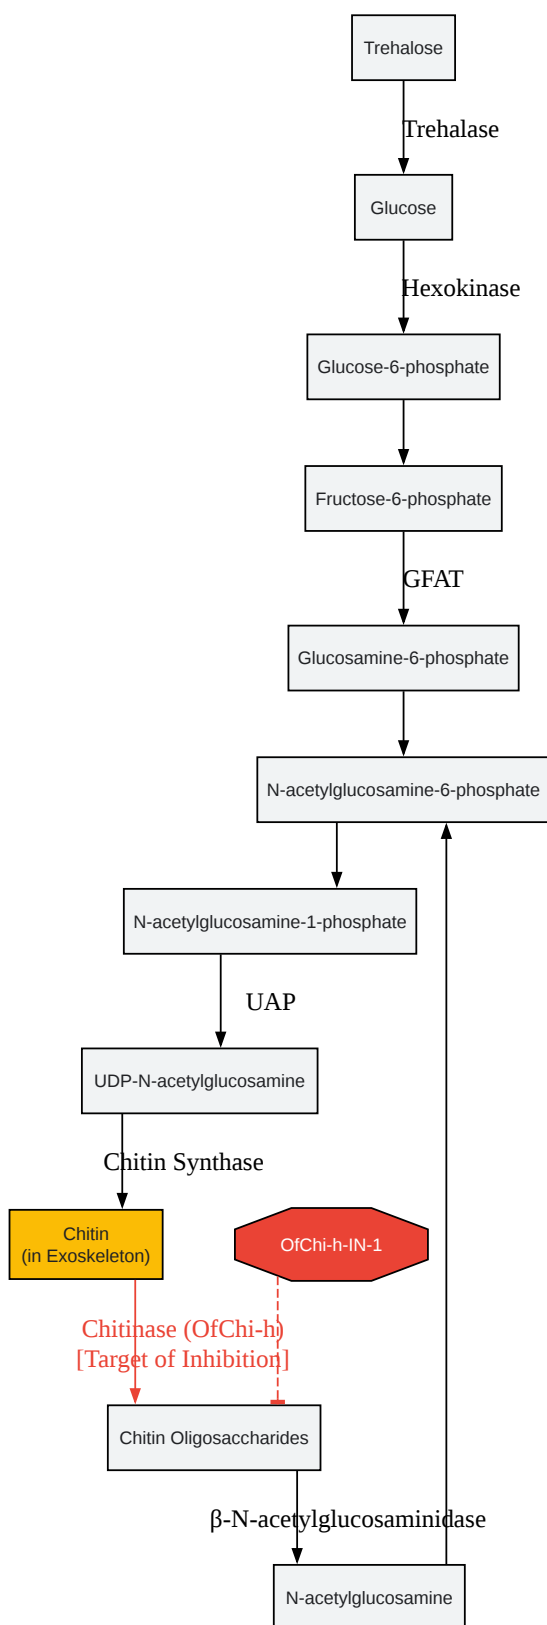 Trehalose
Trehalase
Glucose
Hexokinase
Glucose-6-phosphate
Fructose-6-phosphate
GFAT
Glucosamine-6-phosphate
N-acetylglucosamine-6-phosphate
N-acetylglucosamine-1-phosphate
UAP
UDP-N-acetylglucosamine
Chitin Synthase
Chitin
(in Exoskeleton)
OfChi-h-IN-1
Chitinase (OfChi-h)
[Target of Inhibition]
Chitin Oligosaccharides
β-N-acetylglucosaminidase
N-acetylglucosamine